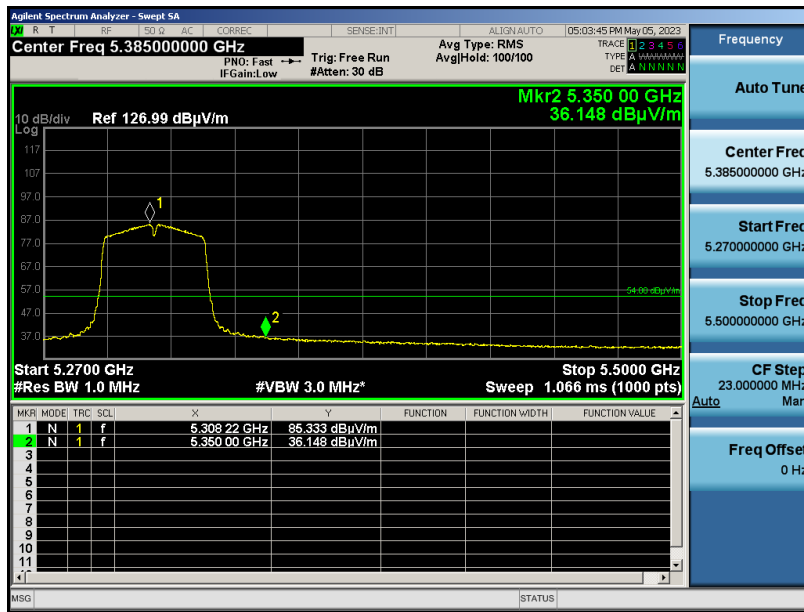 Agilent Spectrum Analyzer - Swept SA
LXI R T RF 50 Ω AC CORREC SENSE:INT ALIGN AUTO 05:03:45 PM May 05, 2023
Center Freq 5.385000000 GHz
PNO: Fast
IFGain:Low
Trig: Free Run
#Atten: 30 dB
Avg Type: RMS
Avg|Hold: 100/100
TRACE 1 2 3 4 5 6
TYPE A WWWWW
DET A N N N N N
Mkr2 5.350 00 GHz
36.148 dBµV/m
10 dB/div Ref 126.99 dBµV/m
Log
117
107
97.0
87.0
77.0
67.0
57.0
47.0
37.0
1
2
54.00 dBµV/m
Start 5.2700 GHz Stop 5.5000 GHz
#Res BW 1.0 MHz #VBW 3.0 MHz* Sweep 1.066 ms (1000 pts)
MKR MODE TRC SCL X Y FUNCTION FUNCTION WIDTH FUNCTION VALUE
1 N 1 f 5.308 22 GHz 85.333 dBµV/m
2 N 1 f 5.350 00 GHz 36.148 dBµV/m
3
4
5
6
7
8
9
10
11
MSG STATUS
Frequency
Auto Tune
Center Freq
5.385000000 GHz
Start Freq
5.270000000 GHz
Stop Freq
5.500000000 GHz
CF Step
23.000000 MHz
Auto Man
Freq Offset
0 Hz